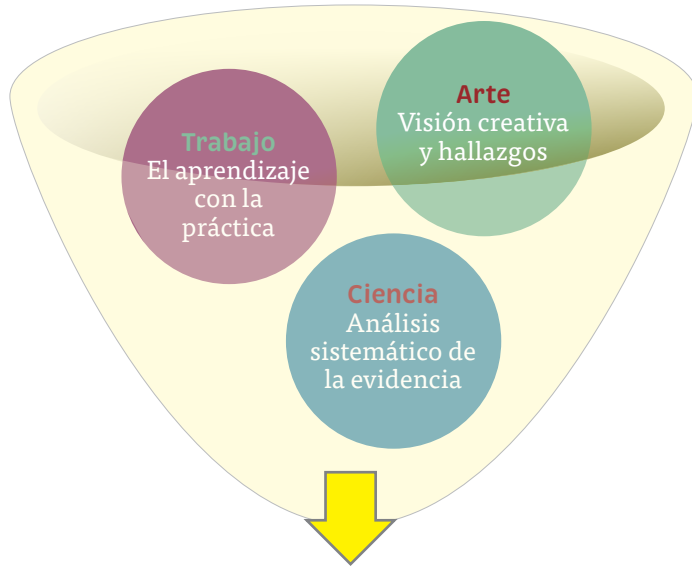 Trabajo
El aprendizaje
con la
práctica
Arte
Visión creativa
y hallazgos
Ciencia
Análisis
sistemático de
la evidencia